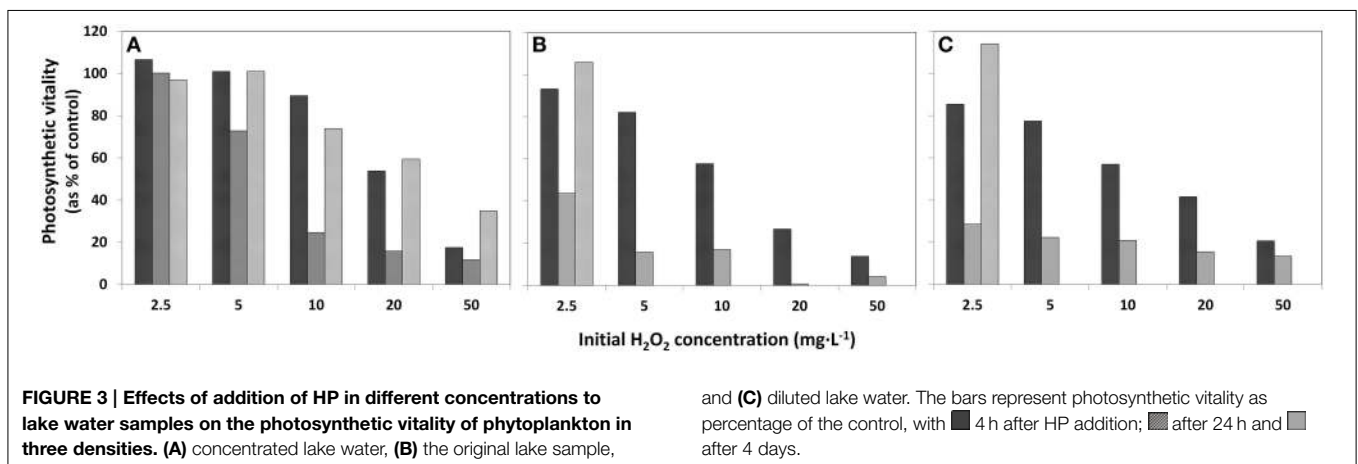 A
B
C
120
100
80
60
40
20
0
Photosynthetic vitality
(as % of control)
2.5 5 10 20 50
2.5 5 10 20 50
2.5 5 10 20 50
Initial H₂O₂ concentration (mg·L⁻¹)
FIGURE 3 | Effects of addition of HP in different concentrations to
lake water samples on the photosynthetic vitality of phytoplankton in
three densities. (A) concentrated lake water, (B) the original lake sample,
and (C) diluted lake water. The bars represent photosynthetic vitality as
percentage of the control, with 4 h after HP addition; after 24 h and
after 4 days.